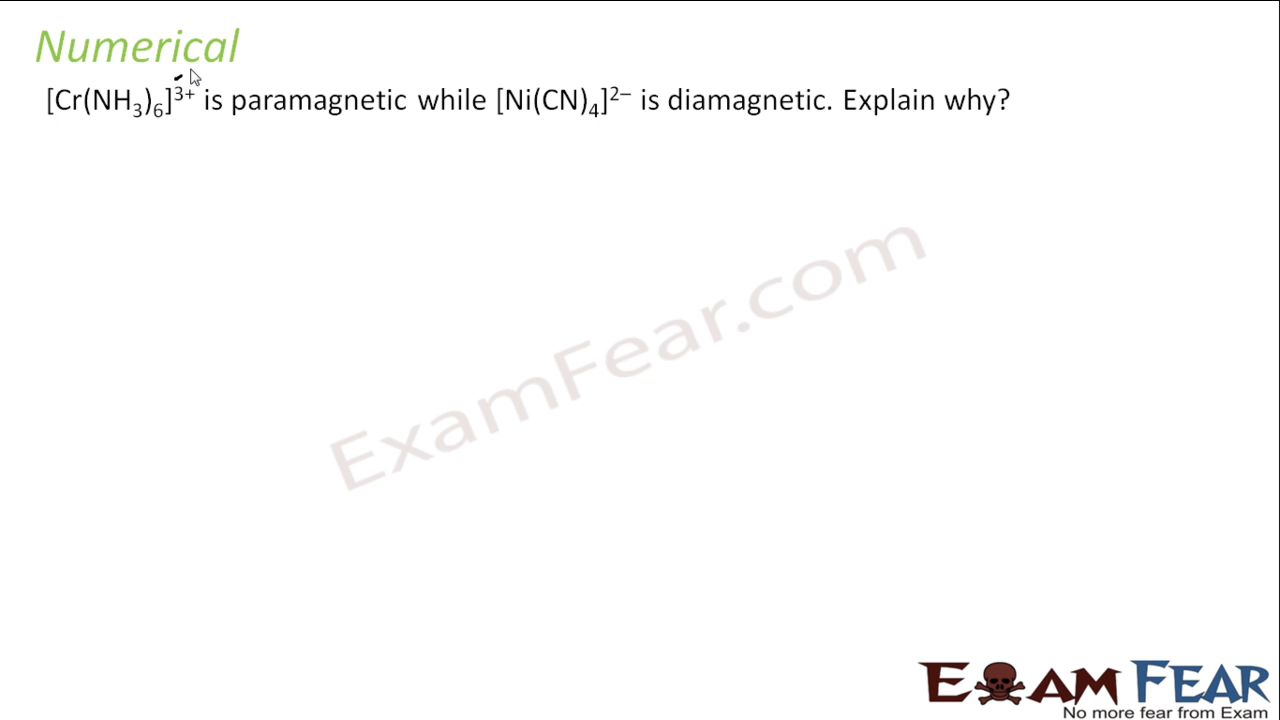 Numerical
[Cr(NH₃)₆]³⁺ is paramagnetic while [Ni(CN)₄]²⁻ is diamagnetic. Explain why?
ExamFear.com
EXAM FEAR
No more fear from Exam